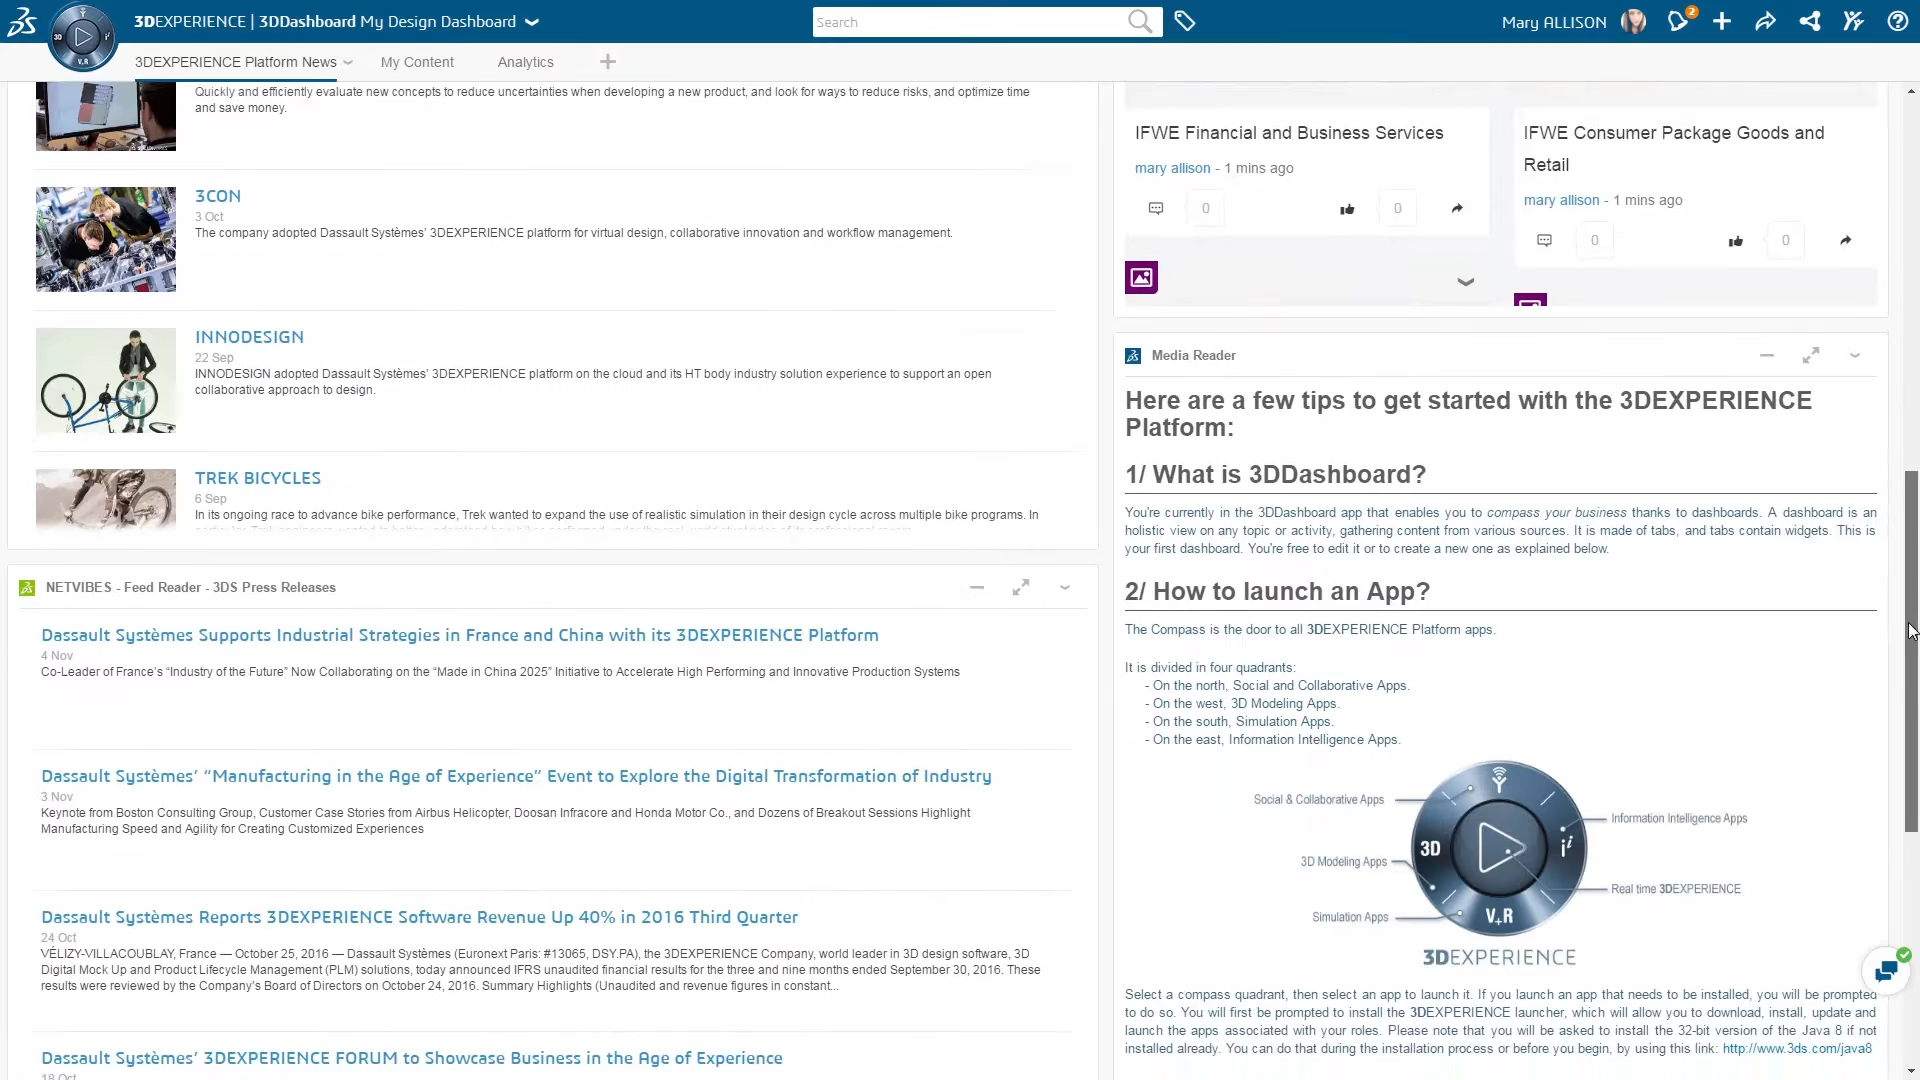 3DEXPERIENCE | 3DDashboard My Design Dashboard
Search
Mary ALLISON
2
3D
V.R
3DEXPERIENCE Platform News
My Content
Analytics
Quickly and efficiently evaluate new concepts to reduce uncertainties when developing a new product, and look for ways to reduce risks, and optimize time
and save money.
3CON
3 Oct
The company adopted Dassault Systèmes’ 3DEXPERIENCE platform for virtual design, collaborative innovation and workflow management.
INNODESIGN
22 Sep
INNODESIGN adopted Dassault Systèmes’ 3DEXPERIENCE platform on the cloud and its HT body industry solution experience to support an open
collaborative approach to design.
TREK BICYCLES
6 Sep
In its ongoing race to advance bike performance, Trek wanted to expand the use of realistic simulation in their design cycle across multiple bike programs. In
NETVIBES - Feed Reader - 3DS Press Releases
Dassault Systèmes Supports Industrial Strategies in France and China with its 3DEXPERIENCE Platform
4 Nov
Co-Leader of France’s “Industry of the Future” Now Collaborating on the “Made in China 2025” Initiative to Accelerate High Performing and Innovative Production Systems
Dassault Systèmes’ “Manufacturing in the Age of Experience” Event to Explore the Digital Transformation of Industry
3 Nov
Keynote from Boston Consulting Group, Customer Case Stories from Airbus Helicopter, Doosan Infracore and Honda Motor Co., and Dozens of Breakout Sessions Highlight
Manufacturing Speed and Agility for Creating Customized Experiences
Dassault Systèmes Reports 3DEXPERIENCE Software Revenue Up 40% in 2016 Third Quarter
24 Oct
VÉLIZY-VILLACOUBLAY, France — October 25, 2016 — Dassault Systèmes (Euronext Paris: #13065, DSY.PA), the 3DEXPERIENCE Company, world leader in 3D design software, 3D
Digital Mock Up and Product Lifecycle Management (PLM) solutions, today announced IFRS unaudited financial results for the three and nine months ended September 30, 2016. These
results were reviewed by the Company’s Board of Directors on October 24, 2016. Summary Highlights (Unaudited and revenue figures in constant...
Dassault Systèmes’ 3DEXPERIENCE FORUM to Showcase Business in the Age of Experience
18 Oct
IFWE Financial and Business Services
mary allison - 1 mins ago
0
0
IFWE Consumer Package Goods and
Retail
mary allison - 1 mins ago
0
0
Media Reader
Here are a few tips to get started with the 3DEXPERIENCE
Platform:
1/ What is 3DDashboard?
You're currently in the 3DDashboard app that enables you to compass your business thanks to dashboards. A dashboard is an
holistic view on any topic or activity, gathering content from various sources. It is made of tabs, and tabs contain widgets. This is
your first dashboard. You're free to edit it or to create a new one as explained below.
2/ How to launch an App?
The Compass is the door to all 3DEXPERIENCE Platform apps.
It is divided in four quadrants:
- On the north, Social and Collaborative Apps.
- On the west, 3D Modeling Apps.
- On the south, Simulation Apps.
- On the east, Information Intelligence Apps.
Social & Collaborative Apps
Information Intelligence Apps
3D
i
3D Modeling Apps
Real time 3DEXPERIENCE
Simulation Apps
V+R
3DEXPERIENCE
Select a compass quadrant, then select an app to launch it. If you launch an app that needs to be installed, you will be prompted
to do so. You will first be prompted to install the 3DEXPERIENCE launcher, which will allow you to download, install, update and
launch the apps associated with your roles. Please note that you will be asked to install the 32-bit version of the Java 8 if not
installed already. You can do that during the installation process or before you begin, by using this link: http://www.3ds.com/java8